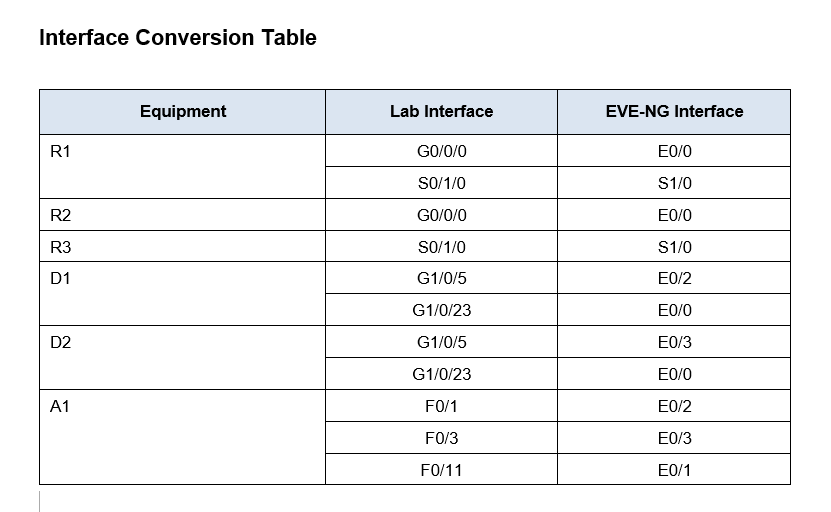 Interface Conversion Table
Equipment Lab Interface EVE-NG Interface
R1 G0/0/0 E0/0
S0/1/0 S1/0
R2 G0/0/0 E0/0
R3 S0/1/0 S1/0
D1 G1/0/5 E0/2
G1/0/23 E0/0
D2 G1/0/5 E0/3
G1/0/23 E0/0
A1 F0/1 E0/2
F0/3 E0/3
F0/11 E0/1